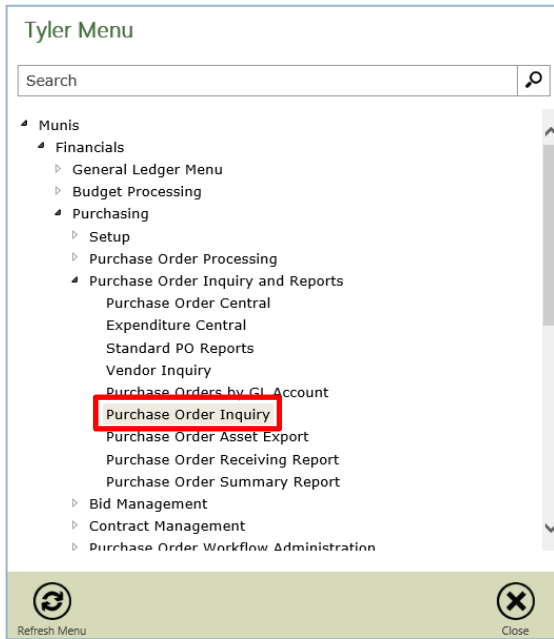 Tyler Menu
Search
Munis
Financials
General Ledger Menu
Budget Processing
Purchasing
Setup
Purchase Order Processing
Purchase Order Inquiry and Reports
Purchase Order Central
Expenditure Central
Standard PO Reports
Vendor Inquiry
Purchase Orders by GL Account
Purchase Order Inquiry
Purchase Order Asset Export
Purchase Order Receiving Report
Purchase Order Summary Report
Bid Management
Contract Management
Purchase Order Workflow Administration
Refresh Menu
Close